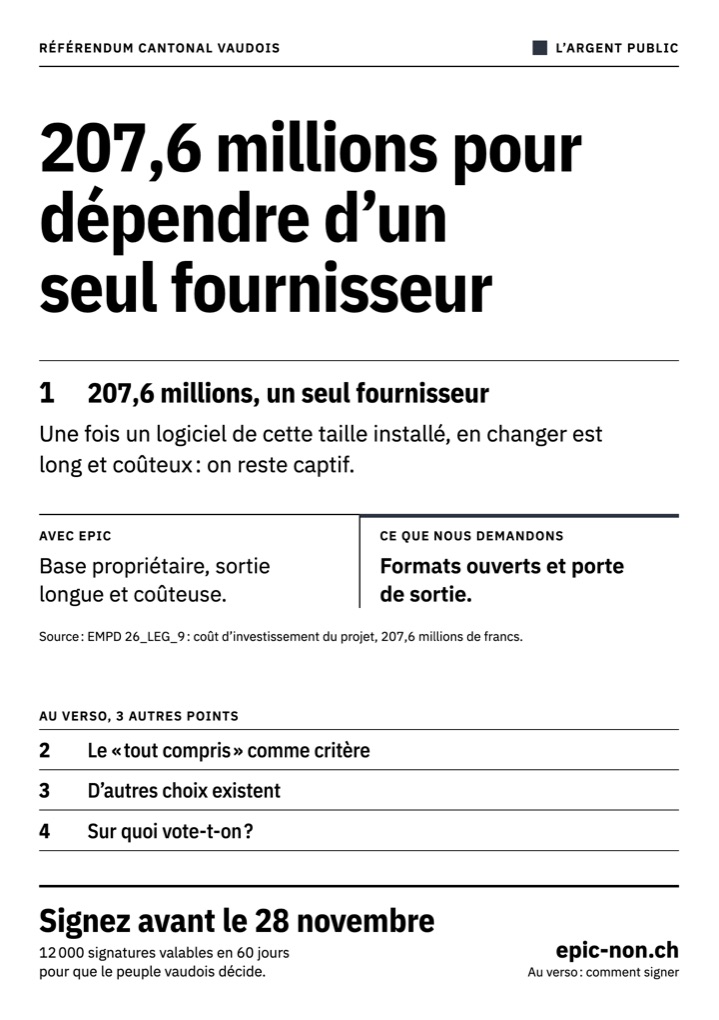 RÉFÉRENDUM CANTONAL VAUDOIS
L’ARGENT PUBLIC
207,6 millions pour
dépendre d’un
seul fournisseur
1 207,6 millions, un seul fournisseur
Une fois un logiciel de cette taille installé, en changer est
long et coûteux : on reste captif.
AVEC EPIC
Base propriétaire, sortie
longue et coûteuse.
CE QUE NOUS DEMANDONS
Formats ouverts et porte
de sortie.
Source : EMPD 26_LEG_9 : coût d’investissement du projet, 207,6 millions de francs.
AU VERSO, 3 AUTRES POINTS
2 Le « tout compris » comme critère
3 D’autres choix existent
4 Sur quoi vote-t-on ?
Signez avant le 28 novembre
12 000 signatures valables en 60 jours
pour que le peuple vaudois décide.
epic-non.ch
Au verso : comment signer